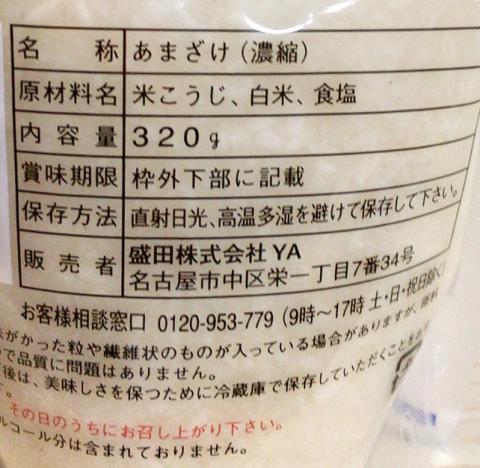 名称 あまざけ（濃縮）
原材料名 米こうじ、白米、食塩
内容量 320g
賞味期限 枠外下部に記載
保存方法 直射日光、高温多湿を避けて保存して下さい。
販売者 盛田株式会社 YA
名古屋市中区栄一丁目7番34号
お客様相談窓口 0120-953-779（9時〜17時 土・日・祝日除く）
がかった粒や繊維状のものが入っている場合がありますが、原料
で品質に問題はありません。
後は、美味しさを保つために冷蔵庫で保存していただくことをお
その日のうちにお召し上がり下さい。
ルコール分は含まれておりません。